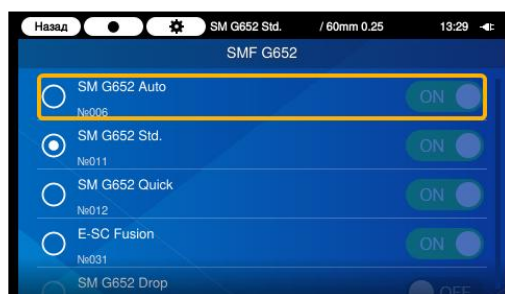 Назад SM G652 Std. / 60mm 0.25 13:29
SMF G652
SM G652 Auto
ON
№006
SM G652 Std.
ON
№011
SM G652 Quick
ON
№012
E-SC Fusion
ON
№031
SM G652 Drop
OFF